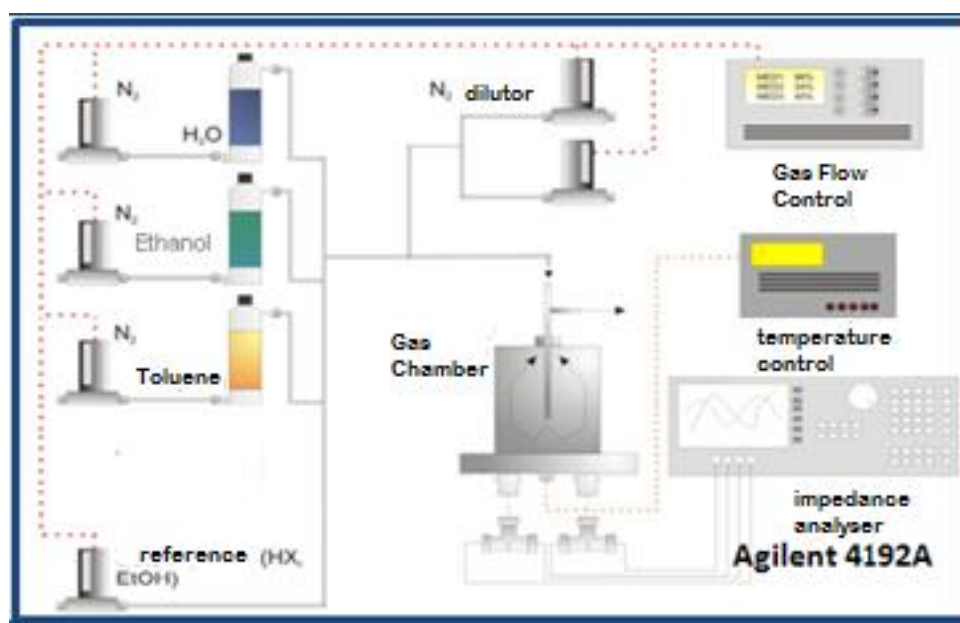 N₂
H₂O
N₂
Ethanol
N₂
Toluene
reference (HX,
EtOH)
N₂ dilutor
Gas
Chamber
Gas Flow
Control
temperature
control
impedance
analyser
Agilent 4192A